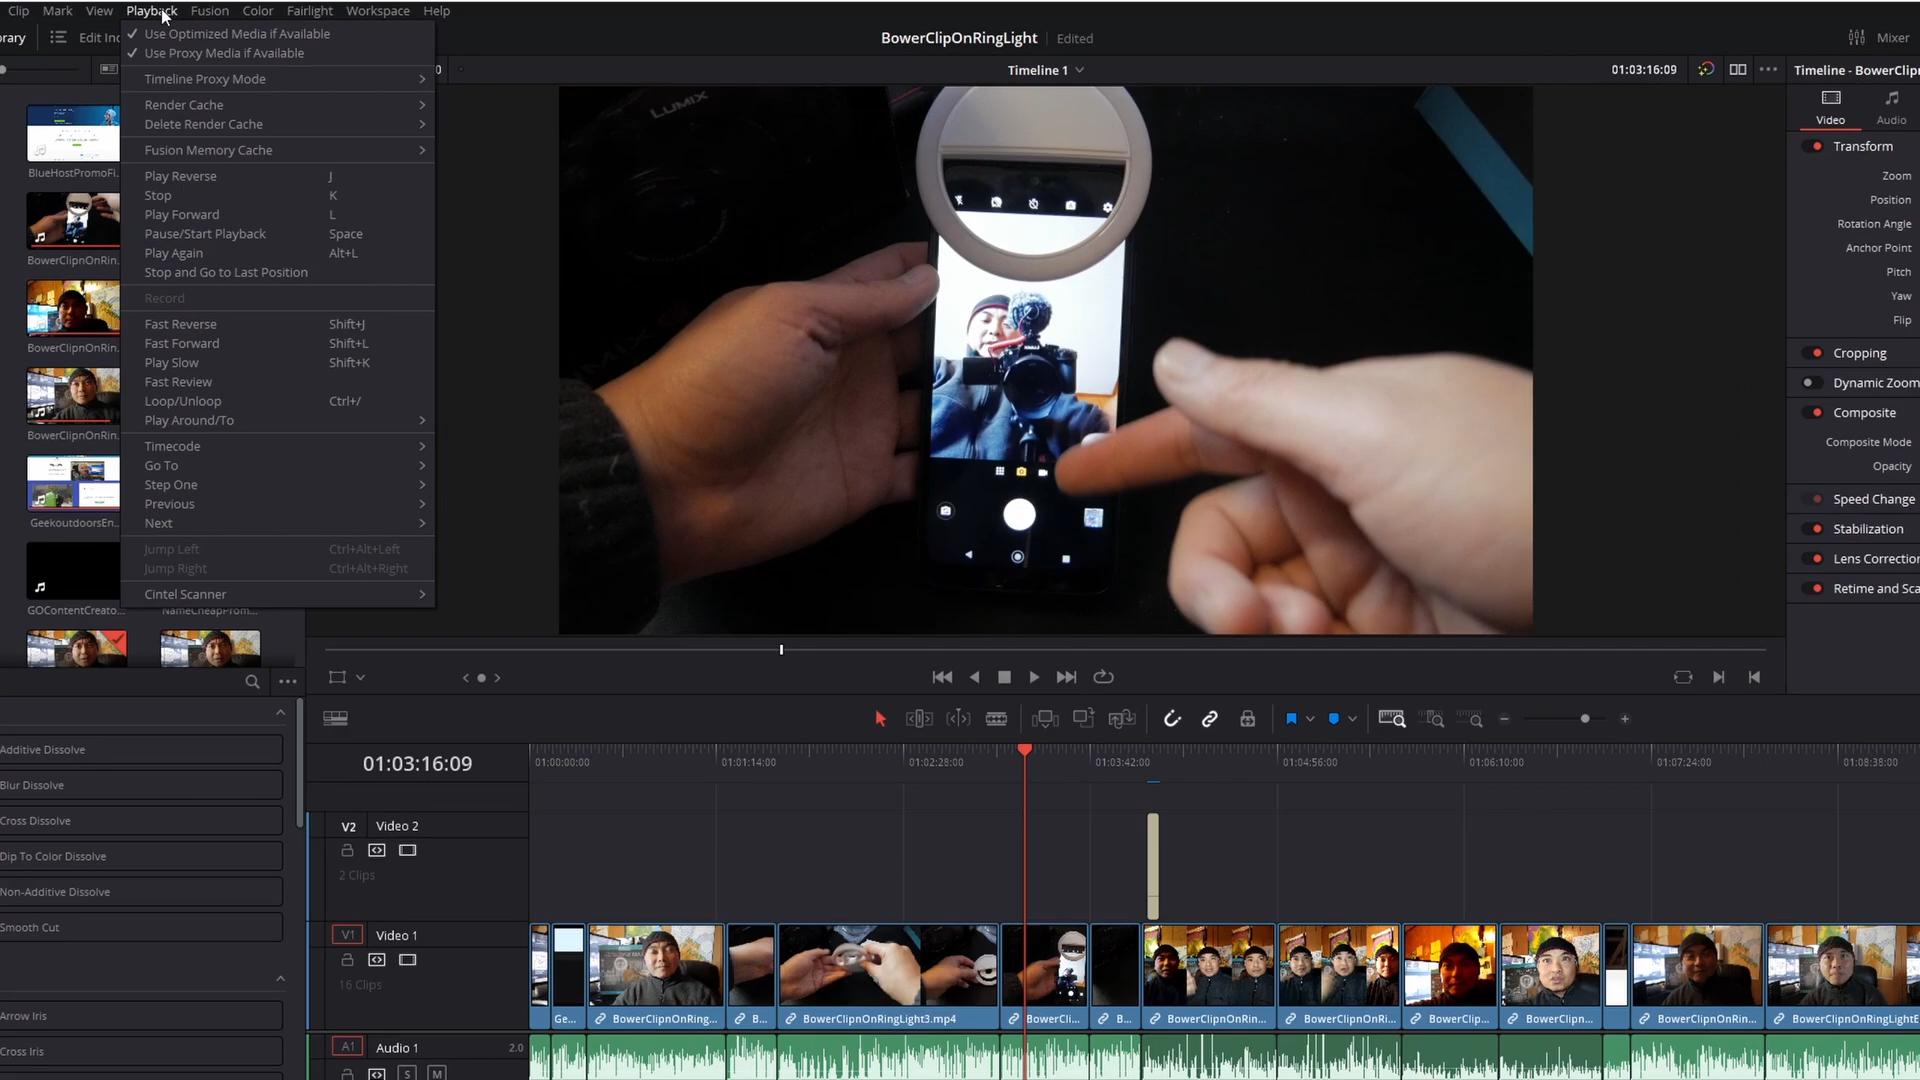 Clip Mark View Playback Fusion Color Fairlight Workspace Help
rary Edit Inc BowerClipOnRingLight Edited Mixer
Timeline 1 01:03:16:09 Timeline - BowerClipn
Use Optimized Media if Available
Use Proxy Media if Available
Timeline Proxy Mode
Render Cache
Delete Render Cache
Fusion Memory Cache
Play Reverse J
Stop K
Play Forward L
Pause/Start Playback Space
Play Again Alt+L
Stop and Go to Last Position
Record
Fast Reverse Shift+J
Fast Forward Shift+L
Play Slow Shift+K
Fast Review
Loop/Unloop Ctrl+/
Play Around/To
Timecode
Go To
Step One
Previous
Next
Jump Left Ctrl+Alt+Left
Jump Right Ctrl+Alt+Right
Cintel Scanner
BlueHostPromoFi...
BowerClipnOnRin...
BowerClipnOnRin...
BowerClipnOnRin...
GeekoutdoorsEn...
GOContentCreato... NameCheapProm...
LUMIX
Video Audio
Transform
Zoom
Position
Rotation Angle
Anchor Point
Pitch
Yaw
Flip
Cropping
Dynamic Zoom
Composite
Composite Mode
Opacity
Speed Change
Stabilization
Lens Correction
Retime and Sca
Additive Dissolve
Blur Dissolve
Cross Dissolve
Dip To Color Dissolve
Non-Additive Dissolve
Smooth Cut
Arrow Iris
Cross Iris
01:03:16:09 01:00:00:00 01:01:14:00 01:02:28:00 01:03:42:00 01:04:56:00 01:06:10:00 01:07:24:00 01:08:38:00
V2 Video 2
2 Clips
V1 Video 1
16 Clips
Ge... BowerClipnOnRing... B... BowerClipnOnRingLight3.mp4 BowerCli... B... BowerClipnOnRin... BowerClipnOnRi... BowerClip... BowerClipn... BowerClipnOnRin... BowerClipnOnRingLightE
A1 Audio 1 2.0
S M